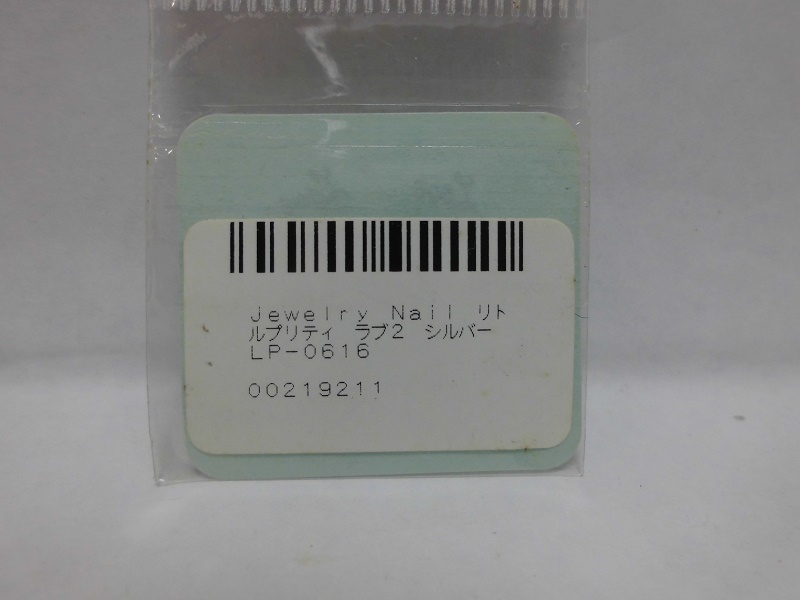 Ｊｅｗｅｌｒｙ　Ｎａｉｌ　リト
ルプリティ　ラブ２　シルバー
ＬＰ－０６１６
００２１９２１１